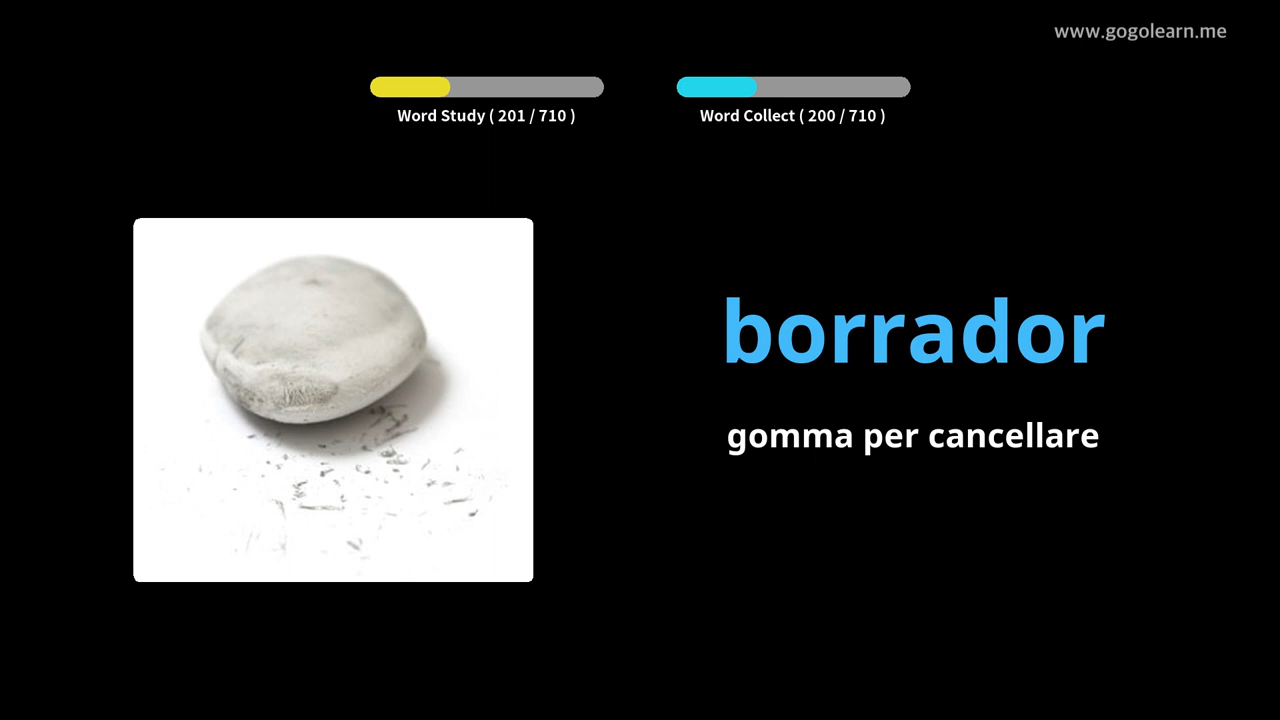 www.gogolearn.me
Word Study ( 201 / 710 )
Word Collect ( 200 / 710 )
borrador
gomma per cancellare